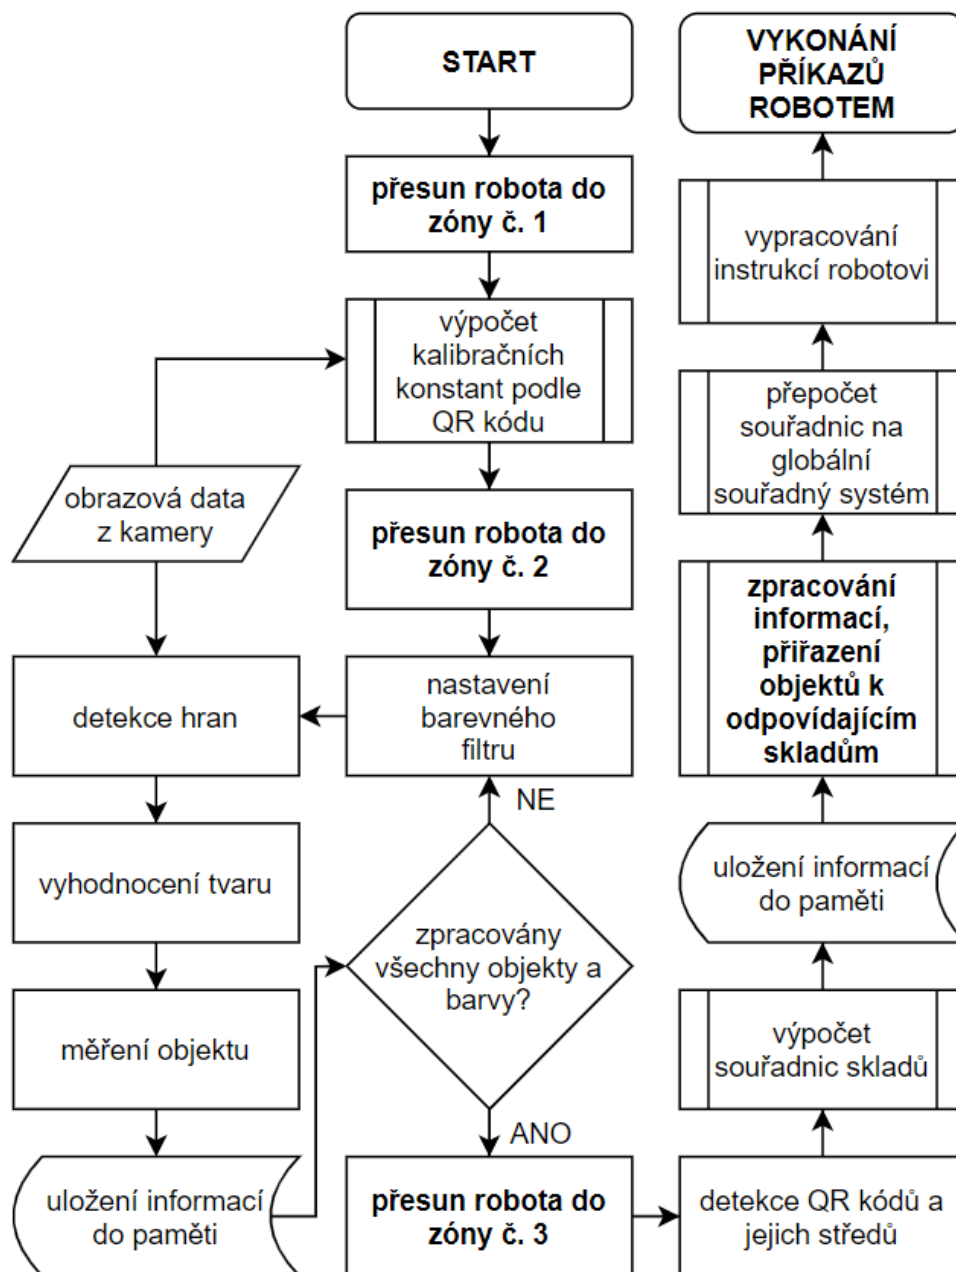 START
přesun robota do
zóny č. 1
výpočet
kalibračních
konstant podle
QR kódu
obrazová data
z kamery
přesun robota do
zóny č. 2
nastavení
barevného
filtru
detekce hran
vyhodnocení tvaru
měření objektu
uložení informací
do paměti
zpracovány
všechny objekty a
barvy?
NE
ANO
přesun robota do
zóny č. 3
detekce QR kódů a
jejich středů
výpočet
souřadnic skladů
uložení informací
do paměti
zpracování
informací,
přiřazení
objektů k
odpovídajícím
skladům
přepočet
souřadnic na
globální
souřadný systém
vypracování
instrukcí robotovi
VYKONÁNÍ
PŘÍKAZŮ
ROBOTEM